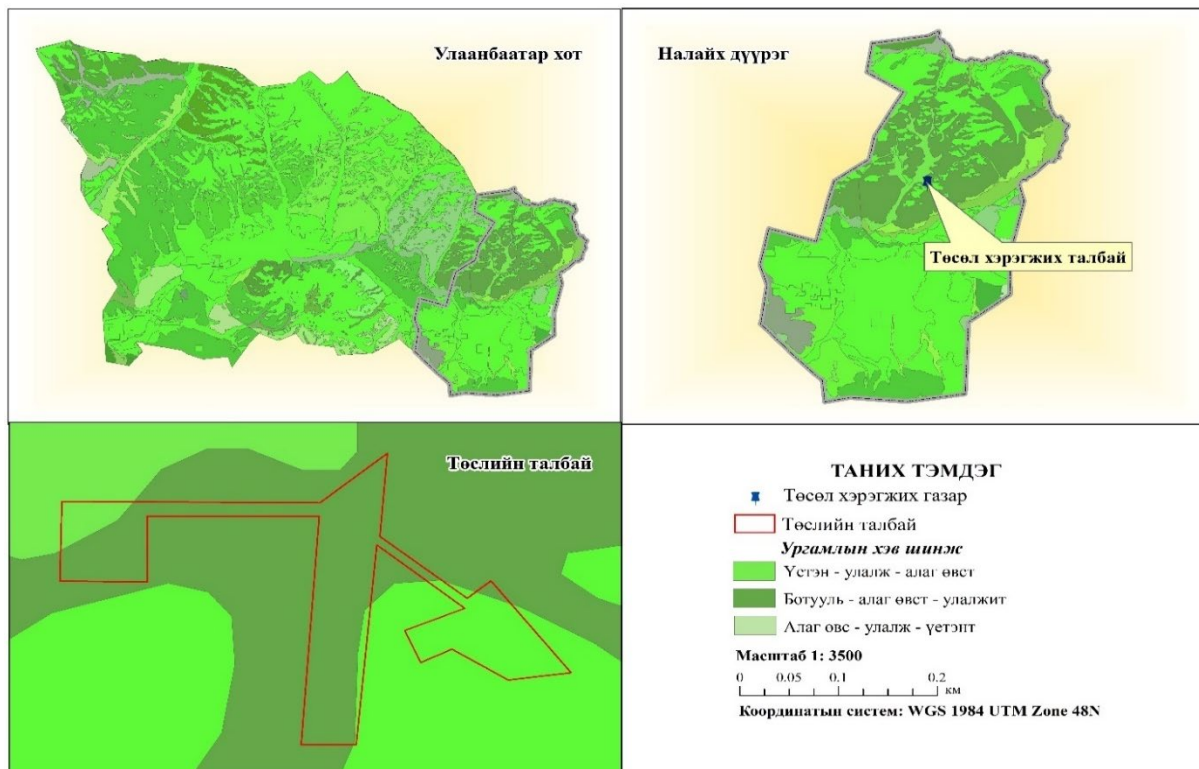 Улаанбаатар хот
Налайх дүүрэг
Төсөл хэрэгжих талбай
Төслийн талбай
ТАНИХ ТЭМДЭГ
Төсөл хэрэгжих газар
Төслийн талбай
Ургамлын хэв шинж
Үстэн - улалж - алаг өвст
Ботууль - алаг өвст - улалжит
Алаг өвс - улалж - үетэнт
Масштаб 1: 3500
0 0.05 0.1 0.2
км
Координатын систем: WGS 1984 UTM Zone 48N